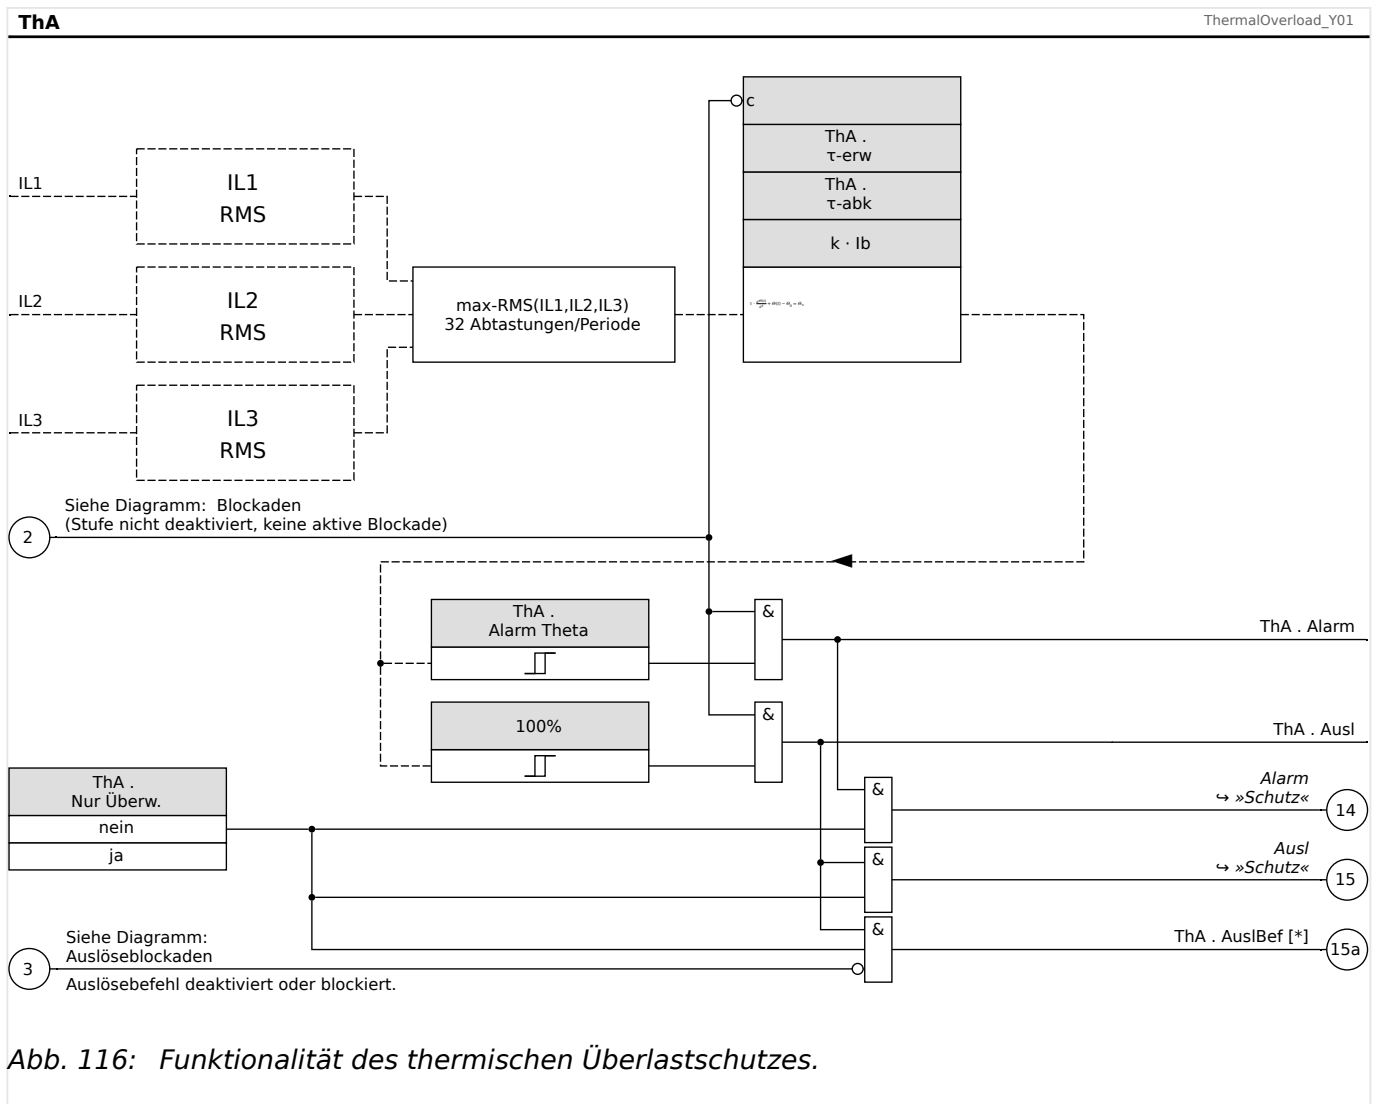 ThA
ThermalOverload_Y01
c
ThA .
τ-erw
ThA .
τ-abk
k · Ib
IL1
IL1
RMS
IL2
IL2
RMS
max-RMS(IL1,IL2,IL3)
32 Abtastungen/Periode
IL3
IL3
RMS
Siehe Diagramm:  Blockaden
(Stufe nicht deaktiviert, keine aktive Blockade)
2
ThA .
Alarm Theta
&
ThA . Alarm
100%
&
ThA . Ausl
ThA .
Nur Überw.
nein
ja
&
Alarm
↪ »Schutz«
14
&
Ausl
↪ »Schutz«
15
&
ThA . AuslBef [*]
15a
Siehe Diagramm:
Auslöseblockaden
3
Auslösebefehl deaktiviert oder blockiert.
Abb. 116:   Funktionalität des thermischen Überlastschutzes.